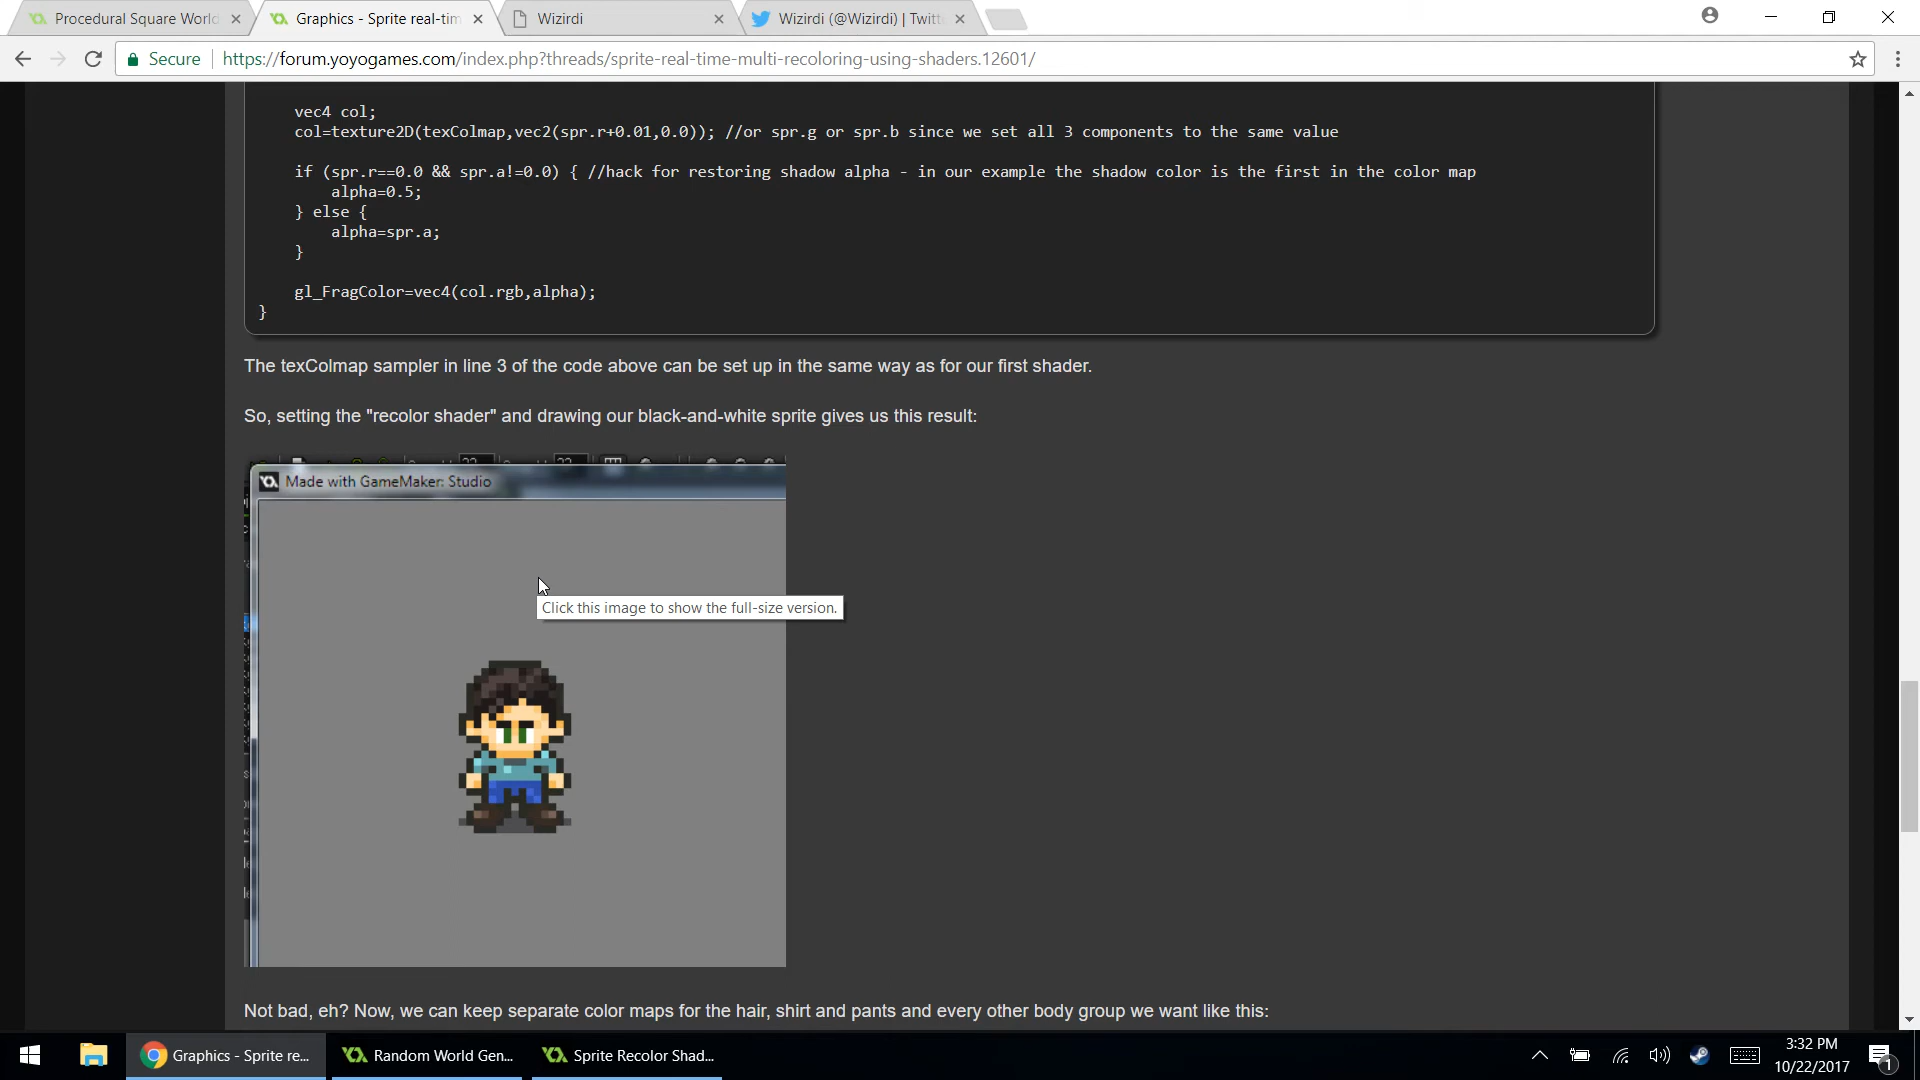 Procedural Square World
Graphics - Sprite real-tim
Wizirdi
Wizirdi (@Wizirdi) | Twitt
Secure
https://forum.yoyogames.com/index.php?threads/sprite-real-time-multi-recoloring-using-shaders.12601/
vec4 col;
col=texture2D(texColmap,vec2(spr.r+0.01,0.0)); //or spr.g or spr.b since we set all 3 components to the same value
if (spr.r==0.0 && spr.a!=0.0) { //hack for restoring shadow alpha - in our example the shadow color is the first in the color map
alpha=0.5;
} else {
alpha=spr.a;
}
gl_FragColor=vec4(col.rgb,alpha);
}
The texColmap sampler in line 3 of the code above can be set up in the same way as for our first shader.
So, setting the "recolor shader" and drawing our black-and-white sprite gives us this result:
Made with GameMaker: Studio
Click this image to show the full-size version.
Not bad, eh? Now, we can keep separate color maps for the hair, shirt and pants and every other body group we want like this:
Graphics - Sprite re...
Random World Gen...
Sprite Recolor Shad...
3:32 PM
10/22/2017
1